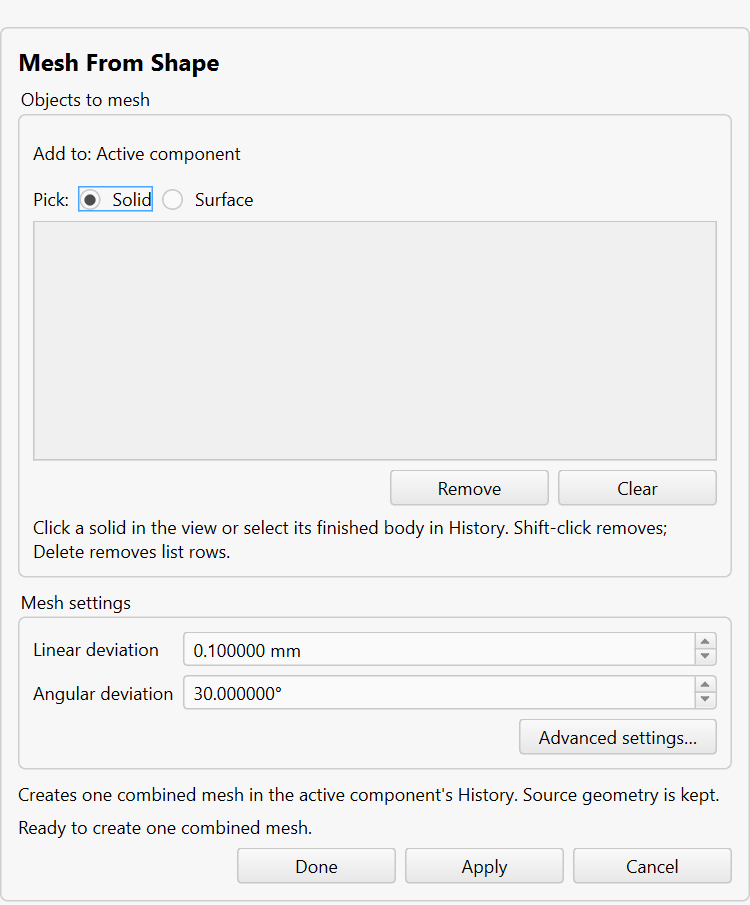 Mesh From Shape
Objects to mesh
Add to: Active component
Pick: Solid Surface
Remove Clear
Click a solid in the view or select its finished body in History. Shift-click removes;
Delete removes list rows.
Mesh settings
Linear deviation 0.100000 mm
Angular deviation 30.000000°
Advanced settings...
Creates one combined mesh in the active component's History. Source geometry is kept.
Ready to create one combined mesh.
Done Apply Cancel